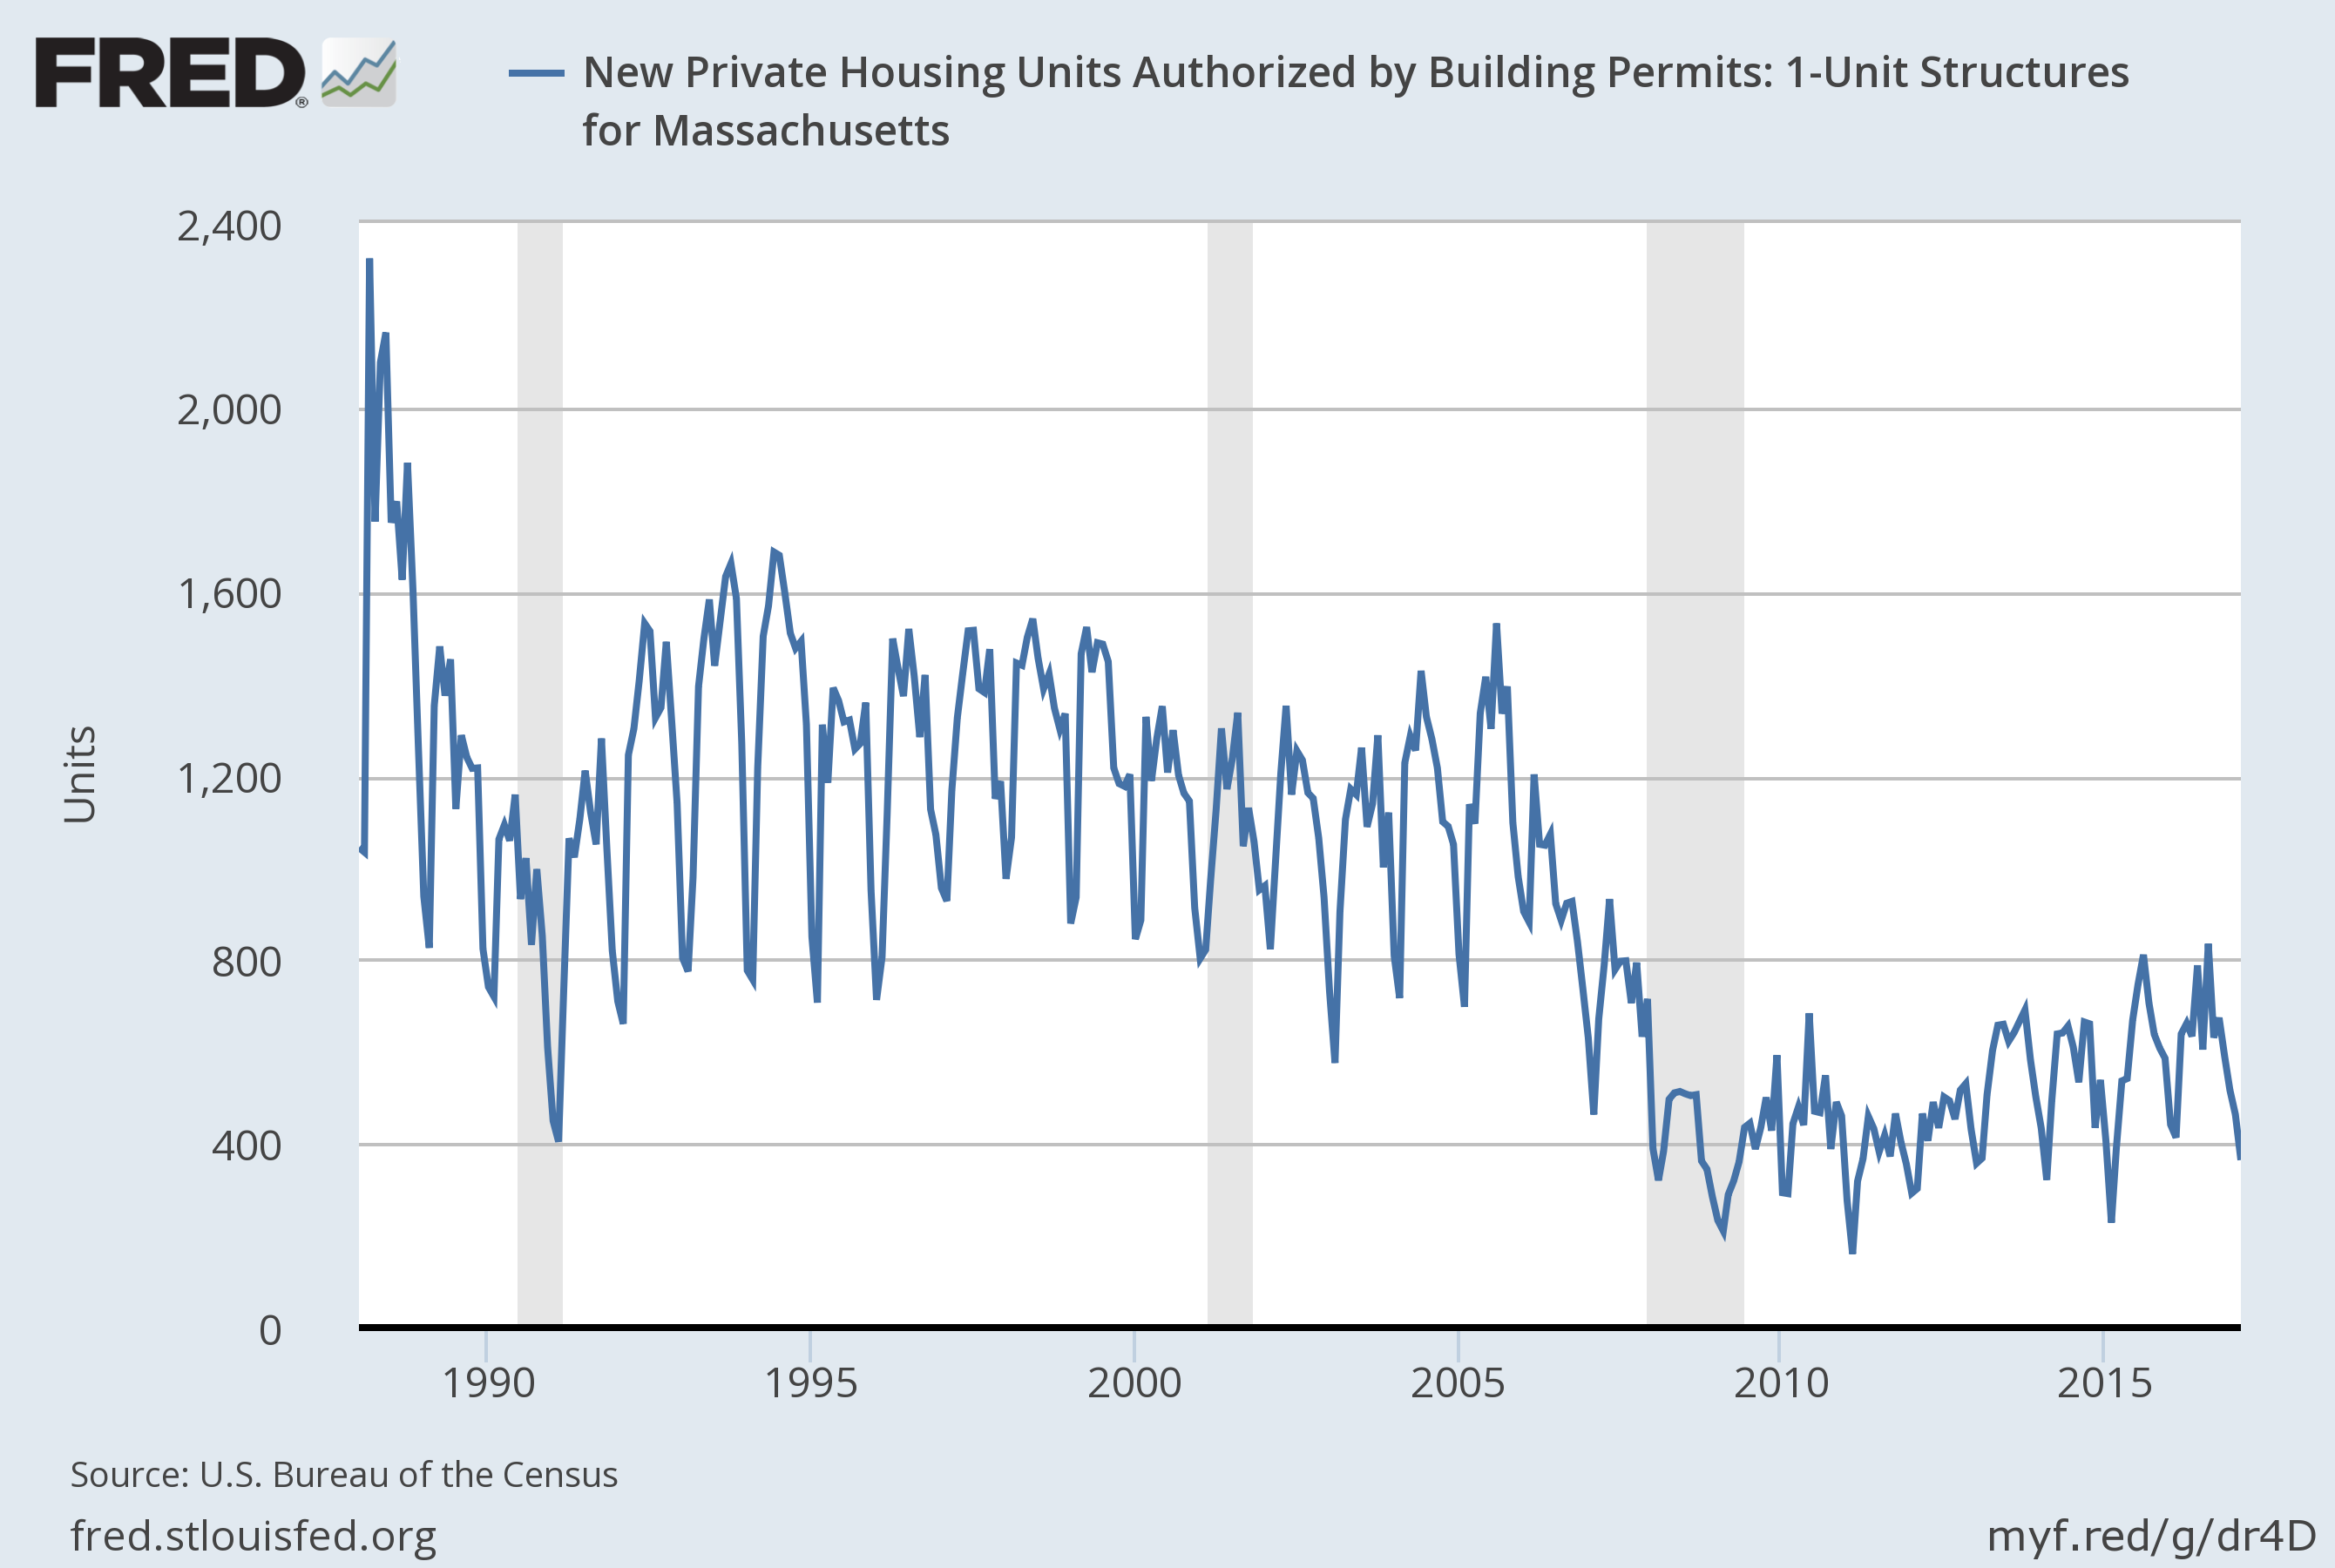 FRED®
New Private Housing Units Authorized by Building Permits: 1-Unit Structures
for Massachusetts
2,400
2,000
1,600
1,200
800
400
0
Units
1990 1995 2000 2005 2010 2015
Source: U.S. Bureau of the Census
fred.stlouisfed.org
myf.red/g/dr4D